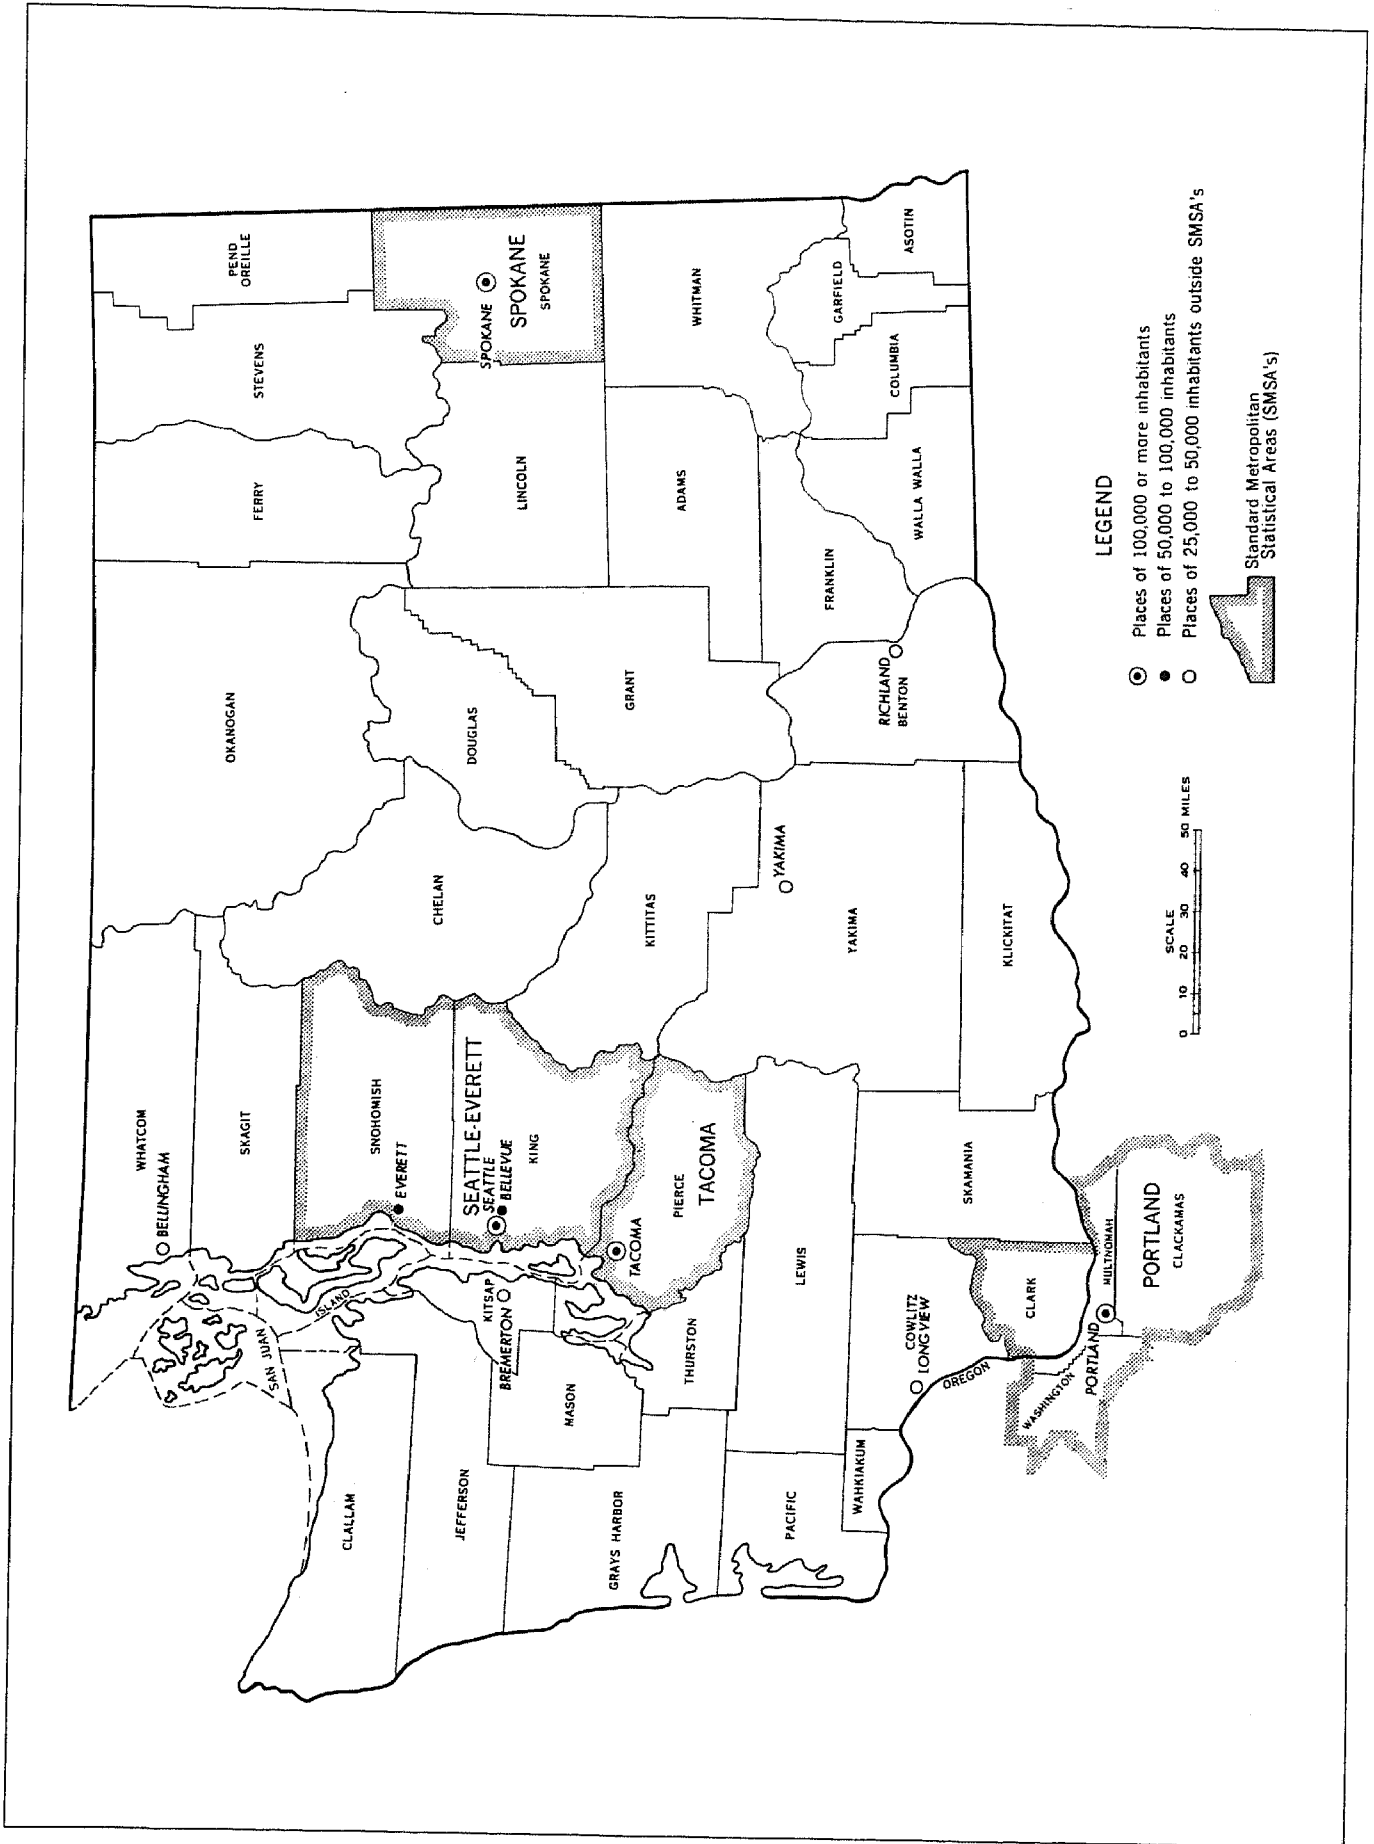 WHATCOM
BELLINGHAM
SAN JUAN
SKAGIT
ISLAND
OKANOGAN
FERRY
STEVENS
PEND
OREILLE
CLALLAM
SNOHOMISH
EVERETT
CHELAN
JEFFERSON
KITSAP
BREMERTON
SEATTLE-EVERETT
SEATTLE
BELLEVUE
KING
DOUGLAS
LINCOLN
SPOKANE
SPOKANE
SPOKANE
GRAYS HARBOR
MASON
TACOMA
PIERCE
TACOMA
KITTITAS
GRANT
ADAMS
WHITMAN
THURSTON
PACIFIC
LEWIS
YAKIMA
YAKIMA
FRANKLIN
GARFIELD
WAHKIAKUM
COWLITZ
LONGVIEW
RICHLAND
BENTON
WALLA WALLA
COLUMBIA
ASOTIN
OREGON
CLARK
SKAMANIA
KLICKITAT
WASHINGTON
PORTLAND
MULTNOMAH
PORTLAND
CLACKAMAS
SCALE
0 10 20 30 40 50 MILES
LEGEND
Places of 100,000 or more inhabitants
Places of 50,000 to 100,000 inhabitants
Places of 25,000 to 50,000 inhabitants outside SMSA's
Standard Metropolitan
Statistical Areas (SMSA's)